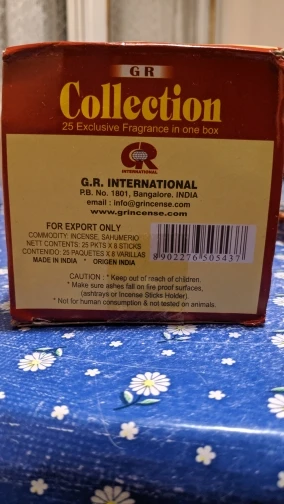 GR
Collection
25 Exclusive Fragrance in one box
GR
INTERNATIONAL
G.R. INTERNATIONAL
P.B. No. 1801, Bangalore. INDIA
email : info@grincense.com
www.grincense.com
FOR EXPORT ONLY
COMMODITY: INCENSE, SAHUMERIO
NETT CONTENTS: 25 PKTS X 8 STICKS
CONTENIDO: 25 PAQUETES X 8 VARILLAS
MADE IN INDIA * ORIGEN INDIA
8 902276 505437
CAUTION : * Keep out of reach of children.
* Make sure ashes fall on fire proof surfaces,
(ashtrays or Incense Sticks Holder).
* Not for human consumption & not tested on animals.